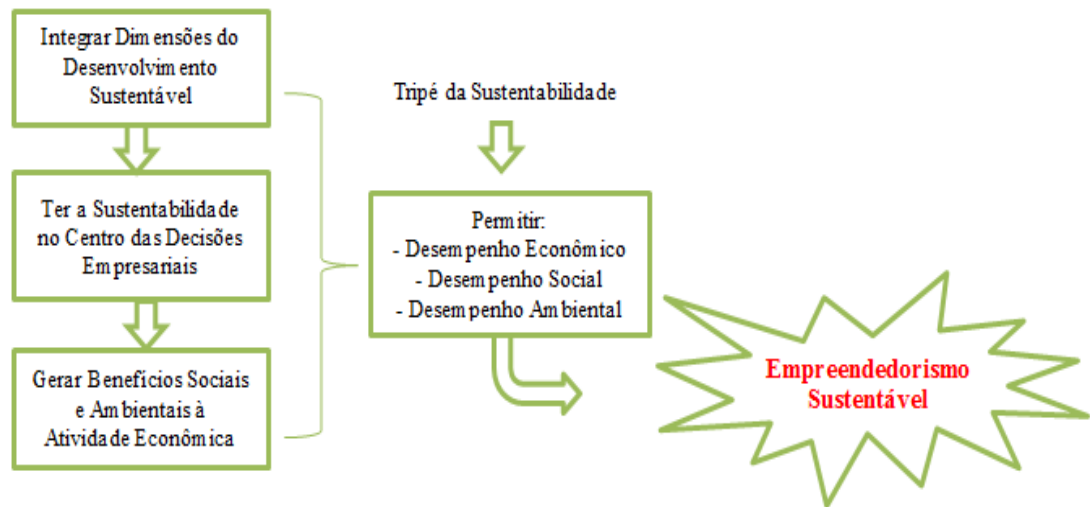 Integrar Dimensões do
Desenvolvimento
Sustentável
Ter a Sustentabilidade
no Centro das Decisões
Empresariais
Gerar Benefícios Sociais
e Ambientais à
Atividade Econômica
Tripé da Sustentabilidade
Permitir:
- Desempenho Econômico
- Desempenho Social
- Desempenho Ambiental
Empreendedorismo
Sustentável